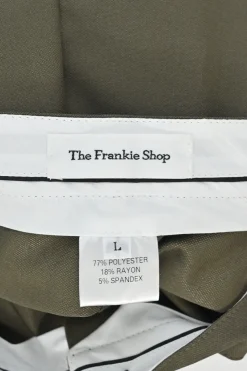 The Frankie Shop
L
77% POLYESTER
18% RAYON
5% SPANDEX